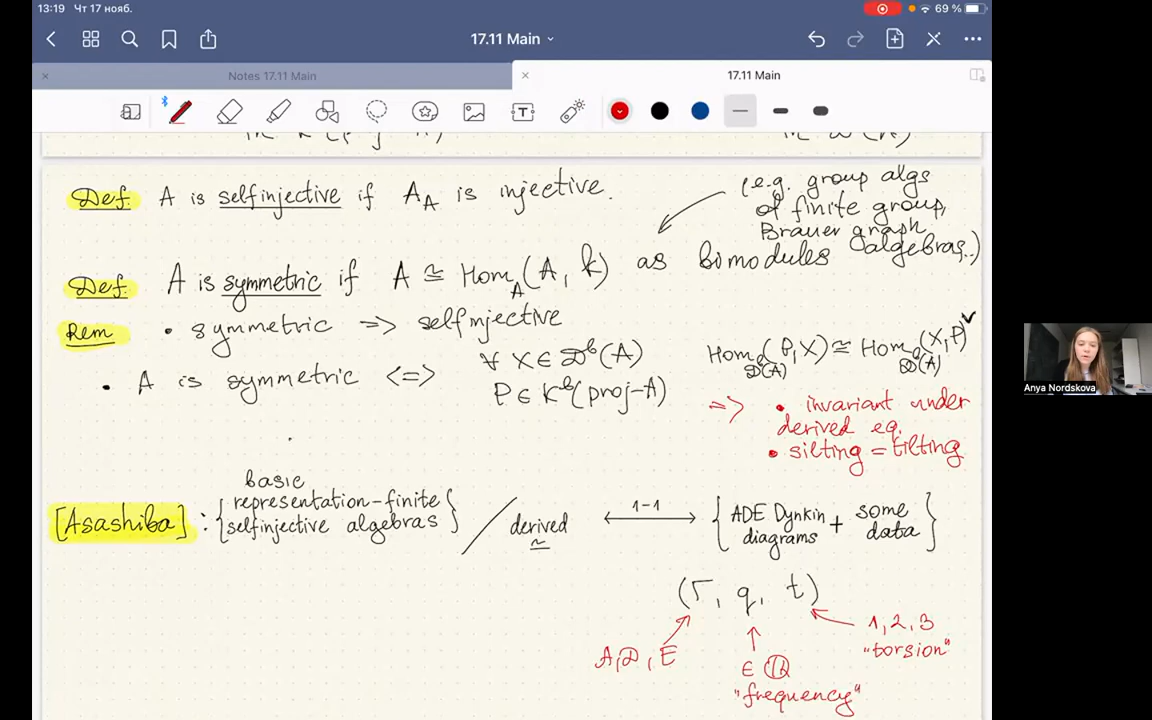 13:19 Чт 17 нояб.
69 %
17.11 Main
Notes 17.11 Main
17.11 Main
Def. A is selfinjective if A_A is injective.
(e.g. group algs
of finite group,
Brauer graph
algebras..)
Def. A is symmetric if A ≅ Hom_A(A, k) as bimodules
Rem • symmetric => selfinjective
• A is symmetric <=> ∀ X ∈ D^b(A)
P ∈ K^b(proj-A)
Hom_D^b(A)(P,X) ≅ Hom_D^b(A)(X,P)^∨
=> • invariant under
derived eq.
• silting = tilting
[Asashiba] : { basic
representation-finite
selfinjective algebras } / derived ≅ <—1-1—> { ADE Dynkin diagrams + some data }
(Γ, q, t)
A, D, E
∈ ℚ
"frequency"
1, 2, 3
"torsion"
Anya Nordskova